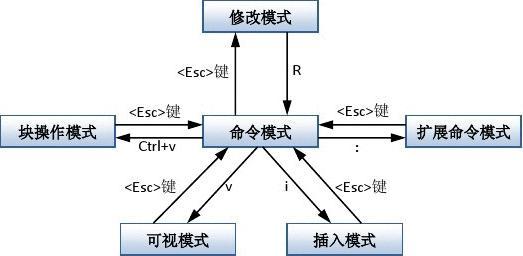 修改模式
<Esc>键
R
<Esc>键
<Esc>键
块操作模式
命令模式
扩展命令模式
Ctrl+v
:
<Esc>键
v
i
<Esc>键
可视模式
插入模式